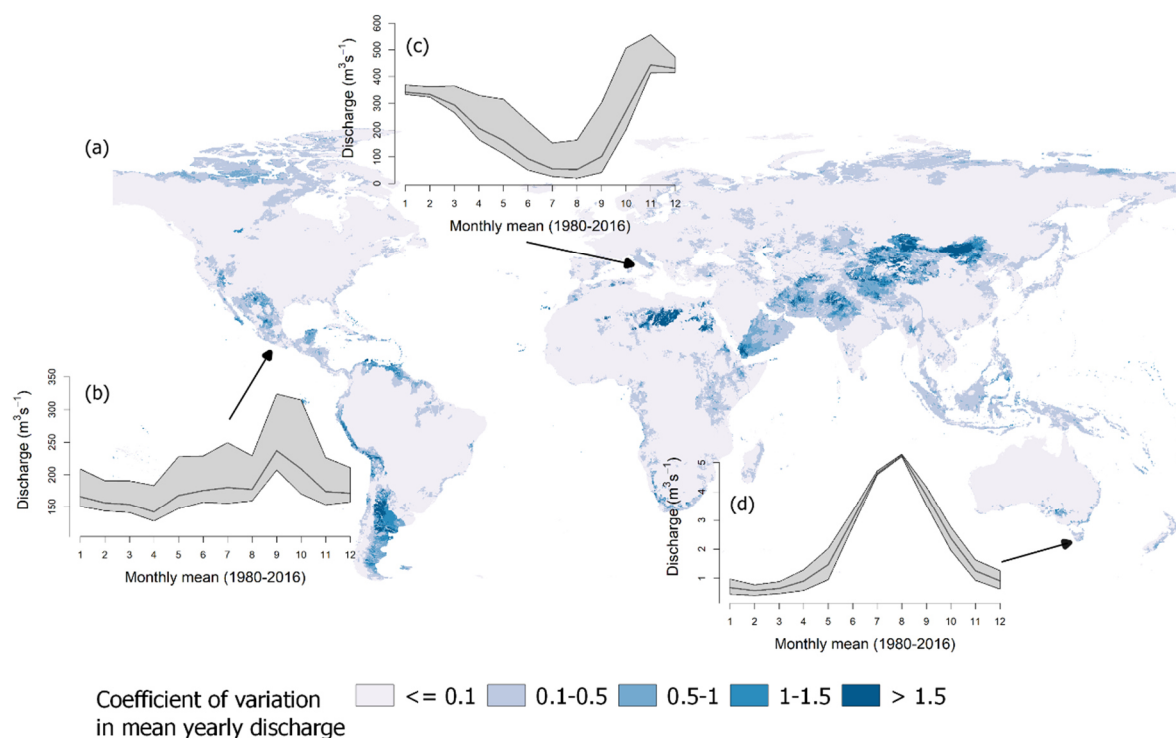 (a)
(c)
Discharge (m³s⁻¹)
600
500
400
300
200
100
0
1 2 3 4 5 6 7 8 9 10 11 12
Monthly mean (1980-2016)
(b)
Discharge (m³s⁻¹)
350
300
250
200
150
1 2 3 4 5 6 7 8 9 10 11 12
Monthly mean (1980-2016)
(d)
Discharge (m³s⁻¹)
5
4
3
2
1
1 2 3 4 5 6 7 8 9 10 11 12
Monthly mean (1980-2016)
Coefficient of variation
in mean yearly discharge
<= 0.1 0.1-0.5 0.5-1 1-1.5 > 1.5